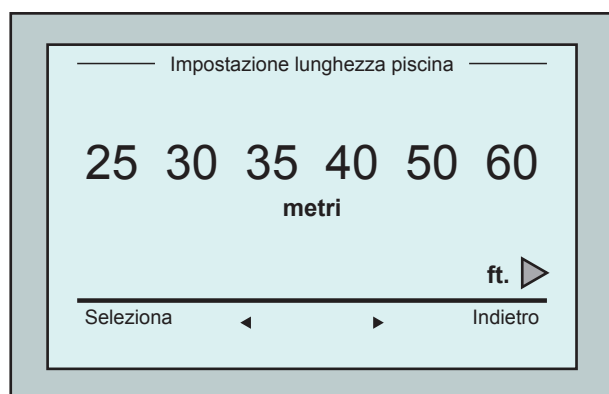 Impostazione lunghezza piscina
25 30 35 40 50 60
metri
ft.
Seleziona Indietro